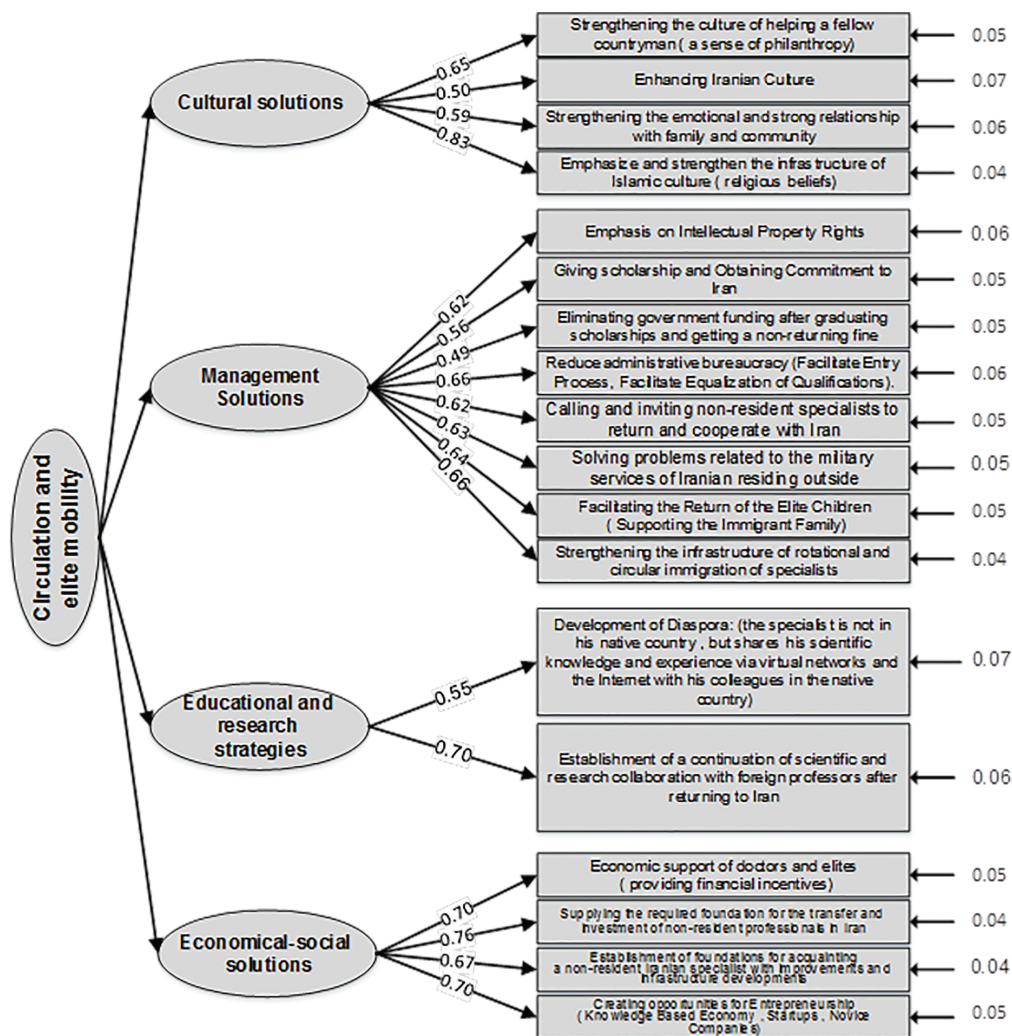 Circulation and
elite mobility
Cultural solutions
0.65
0.50
0.59
0.83
Strengthening the culture of helping a fellow
countryman ( a sense of philanthropy)
0.05
Enhancing Iranian Culture
0.07
Strengthening the emotional and strong relationship
with family and community
0.06
Emphasize and strengthen the infrastructure of
Islamic culture ( religious beliefs)
0.04
Management
Solutions
0.62
0.56
0.49
0.66
0.62
0.63
0.64
0.66
Emphasis on Intellectual Property Rights
0.06
Giving scholarship and Obtaining Commitment to
Iran
0.05
Eliminating government funding after graduating
scholarships and getting a non-returning fine
0.05
Reduce administrative bureaucracy (Facilitate Entry
Process, Facilitate Equalization of Qualifications).
0.06
Calling and inviting non-resident specialists to
return and cooperate with Iran
0.05
Solving problems related to the military
services of Iranian residing outside
0.05
Facilitating the Return of the Elite Children
( Supporting the Immigrant Family)
0.05
Strengthening the infrastructure of rotational and
circular immigration of specialists
0.04
Educational and
research
strategies
0.55
0.70
Development of Diaspora: (the specialist is not in
his native country , but shares his scientific
knowledge and experience via virtual networks and
the Internet with his colleagues in the native
country)
0.07
Establishment of a continuation of scientific and
research collaboration with foreign professors after
returning to Iran
0.06
Economical-social
solutions
0.70
0.76
0.67
0.70
Economic support of doctors and elites
( providing financial incentives)
0.05
Supplying the required foundation for the transfer and
investment of non-resident professionals in Iran
0.04
Establishment of foundations for acquainting
a non-resident Iranian specialist with improvements and
infrastructure developments
0.04
Creating opportunities for Entrepreneurship
( Knowledge Based Economy , Startups , Novice
Companies)
0.05